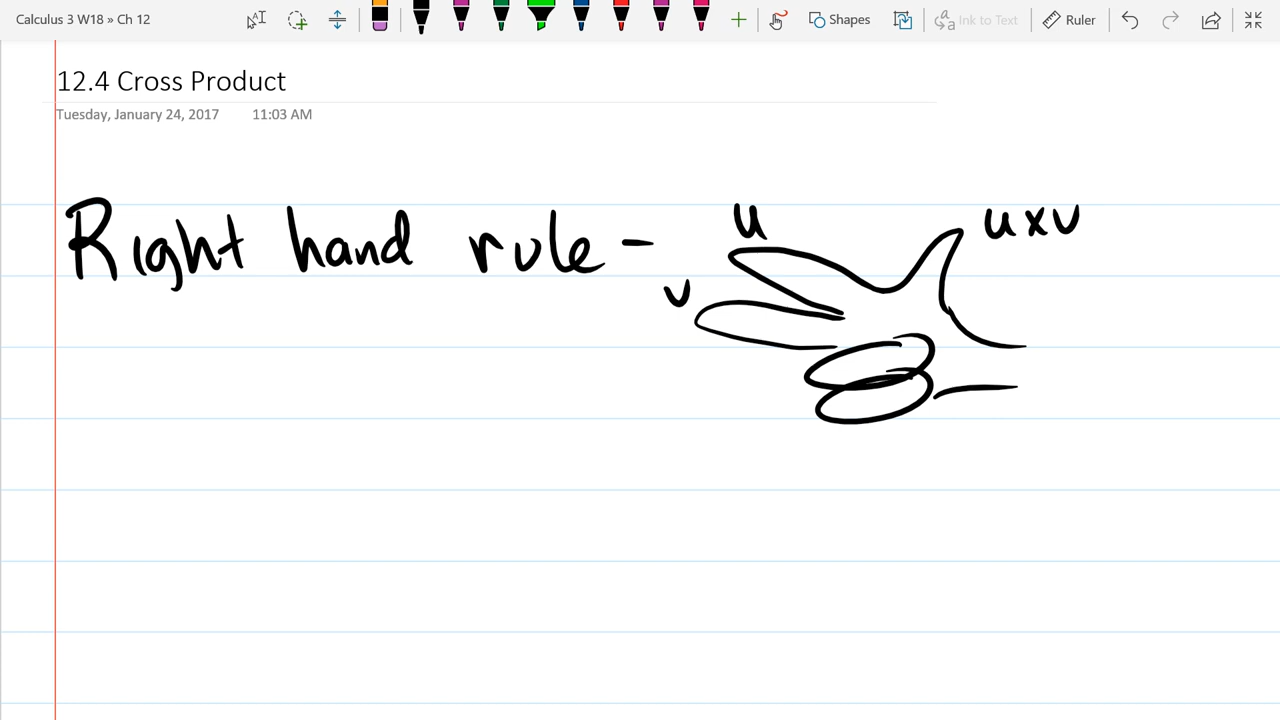 Calculus 3 W18 » Ch 12
Shapes
Ink to Text
Ruler
12.4 Cross Product
Tuesday, January 24, 2017 11:03 AM
Right hand rule - u u x v
v